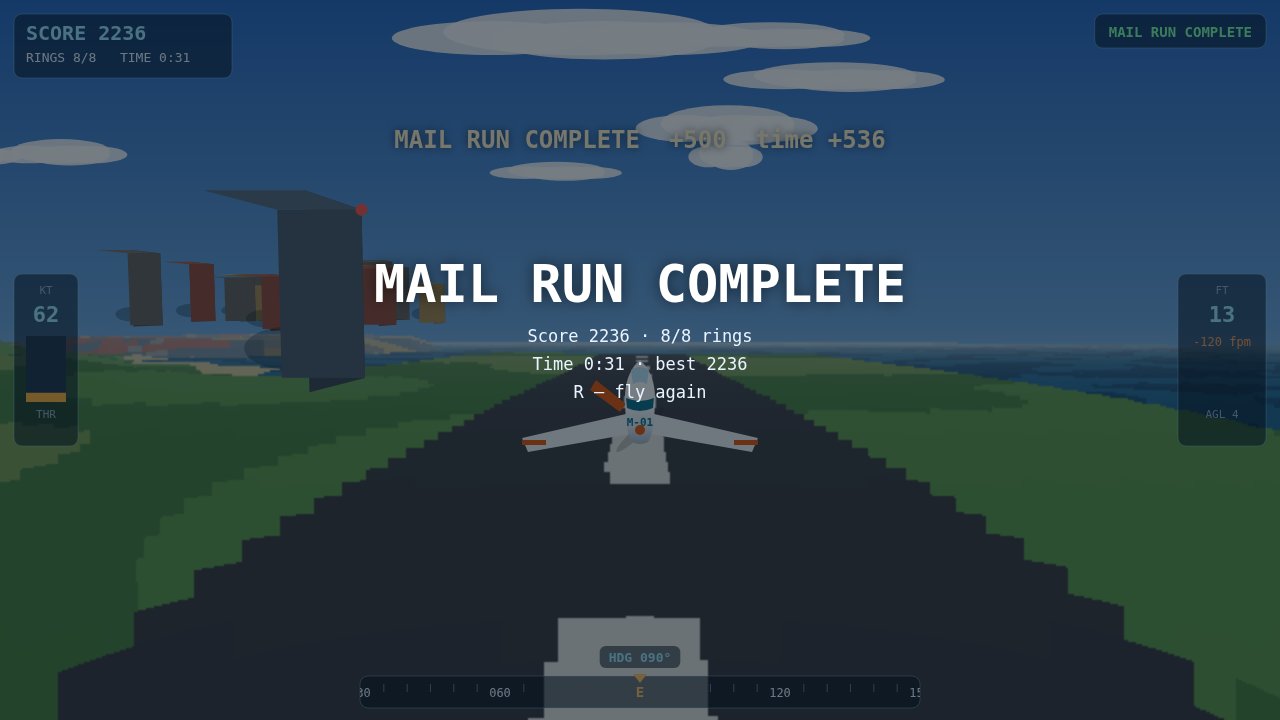 SCORE 2236
RINGS 8/8 TIME 0:31
MAIL RUN COMPLETE
MAIL RUN COMPLETE +500 time +536
KT
62
THR
MAIL RUN COMPLETE
Score 2236 · 8/8 rings
Time 0:31 · best 2236
R — fly again
M-01
FT
13
-120 fpm
AGL 4
HDG 090°
060 E 120